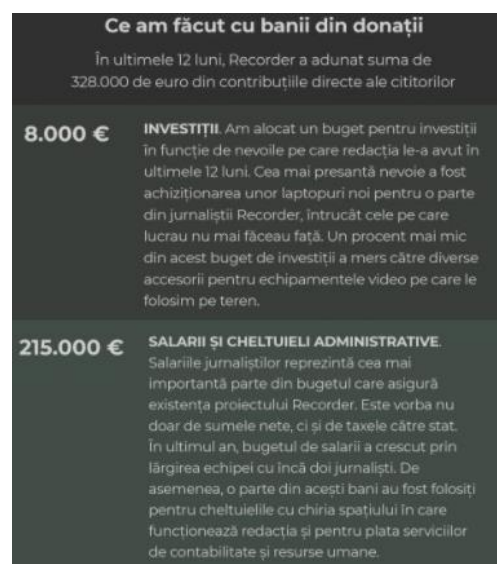 Ce am făcut cu banii din donații
În ultimele 12 luni, Recorder a adunat suma de
328.000 de euro din contribuțiile directe ale cititorilor
8.000 €
INVESTIȚII. Am alocat un buget pentru investiții
în funcție de nevoile pe care redacția le-a avut în
ultimele 12 luni. Cea mai presantă nevoie a fost
achiziționarea unor laptopuri noi pentru o parte
din jurnaliștii Recorder, întrucât cele pe care
lucrau nu mai făceau față. Un procent mai mic
din acest buget de investiții a mers către diverse
accesorii pentru echipamentele video pe care le
folosim pe teren.
215.000 €
SALARII ȘI CHELTUIELI ADMINISTRATIVE.
Salariile jurnaliștilor reprezintă cea mai
importantă parte din bugetul care asigură
existența proiectului Recorder. Este vorba nu
doar de sumele nete, ci și de taxele către stat.
În ultimul an, bugetul de salarii a crescut prin
lărgirea echipei cu încă doi jurnaliști. De
asemenea, o parte din acești bani au fost folosiți
pentru cheltuielile cu chiria spațiului în care
funcționează redacția și pentru plata serviciilor
de contabilitate și resurse umane.